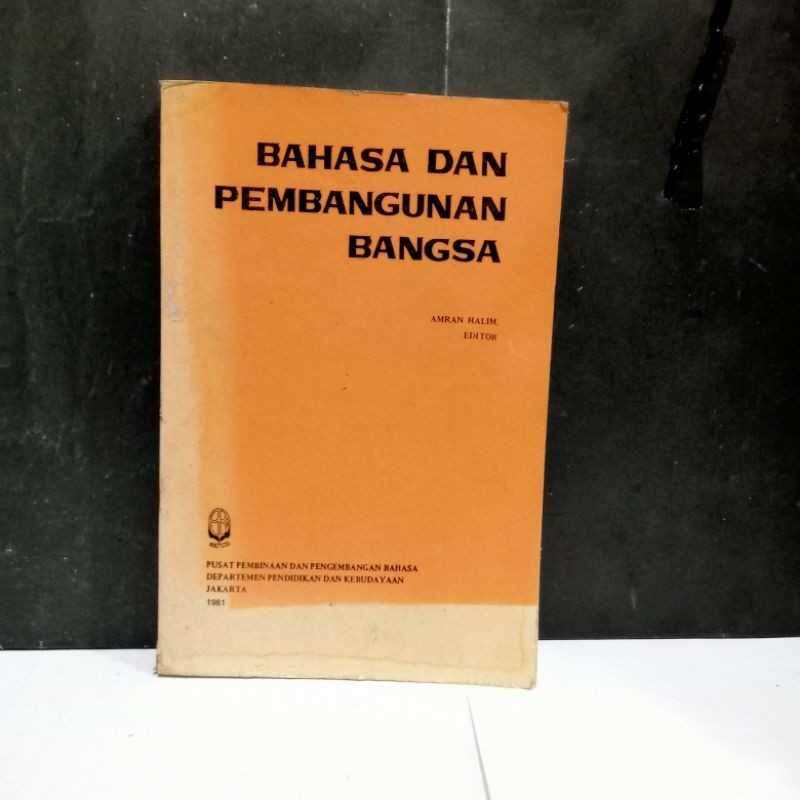 BAHASA DAN
PEMBANGUNAN
BANGSA
AMRAN HALIM,
EDITOR
PUSAT PEMBINAAN DAN PENGEMBANGAN BAHASA
DEPARTEMEN PENDIDIKAN DAN KEBUDAYAAN
JAKARTA
1981